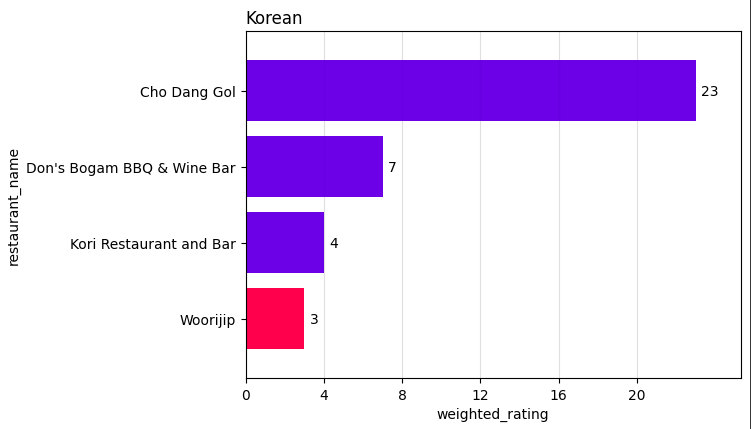 Korean
restaurant_name
Cho Dang Gol
23
Don's Bogam BBQ & Wine Bar
7
Kori Restaurant and Bar
4
Woorijip
3
0 4 8 12 16 20
weighted_rating